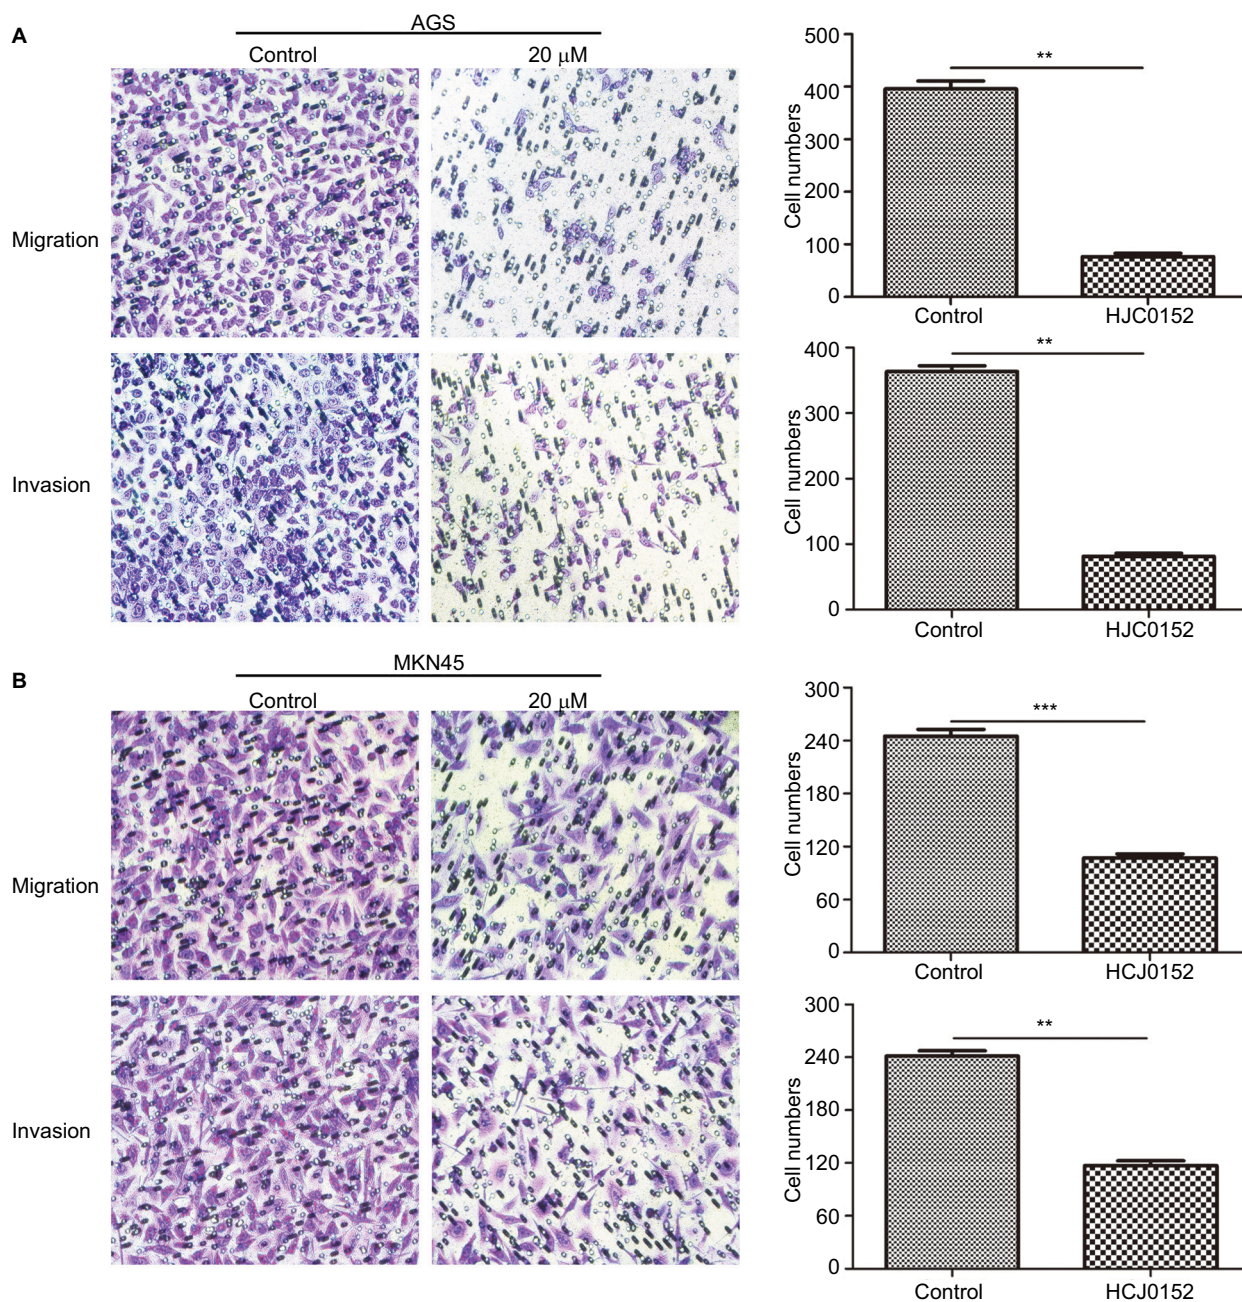 A
AGS
Control
20 μM
Migration
Invasion
Cell numbers
500
400
300
200
100
0
**
Control
HJC0152
Cell numbers
400
300
200
100
0
**
Control
HJC0152
B
MKN45
Control
20 μM
Migration
Invasion
Cell numbers
300
240
180
120
60
0
***
Control
HCJ0152
Cell numbers
300
240
180
120
60
0
**
Control
HCJ0152